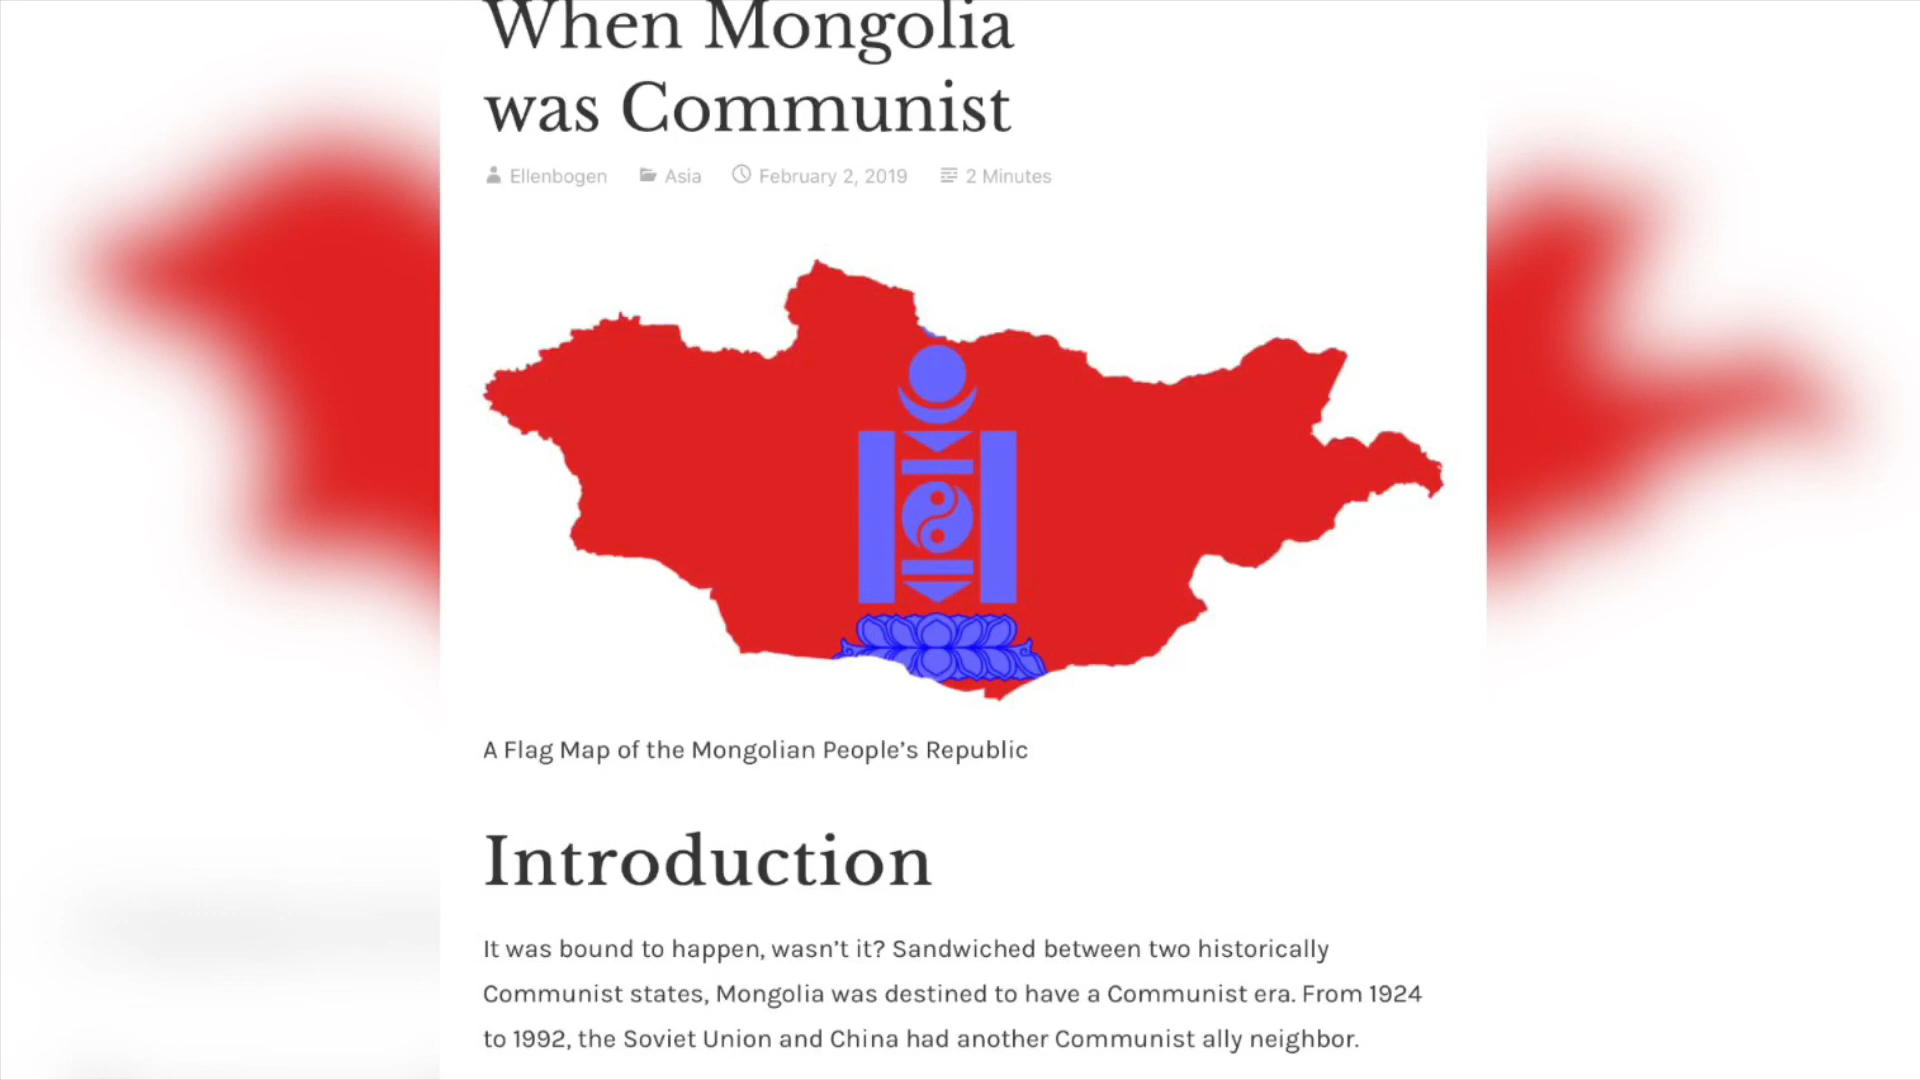 When Mongolia
was Communist
Ellenbogen Asia February 2, 2019 2 Minutes
A Flag Map of the Mongolian People’s Republic
Introduction
It was bound to happen, wasn’t it? Sandwiched between two historically
Communist states, Mongolia was destined to have a Communist era. From 1924
to 1992, the Soviet Union and China had another Communist ally neighbor.